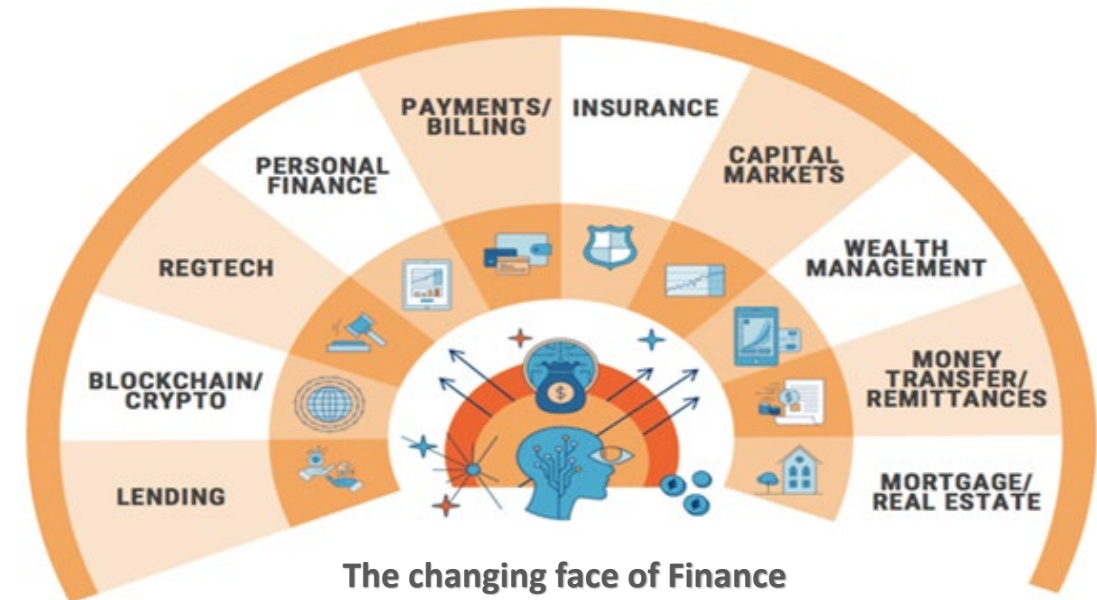 PAYMENTS/
BILLING
INSURANCE
PERSONAL
FINANCE
CAPITAL
MARKETS
REGTECH
WEALTH
MANAGEMENT
BLOCKCHAIN/
CRYPTO
MONEY
TRANSFER/
REMITTANCES
LENDING
MORTGAGE/
REAL ESTATE
$
$
The changing face of Finance